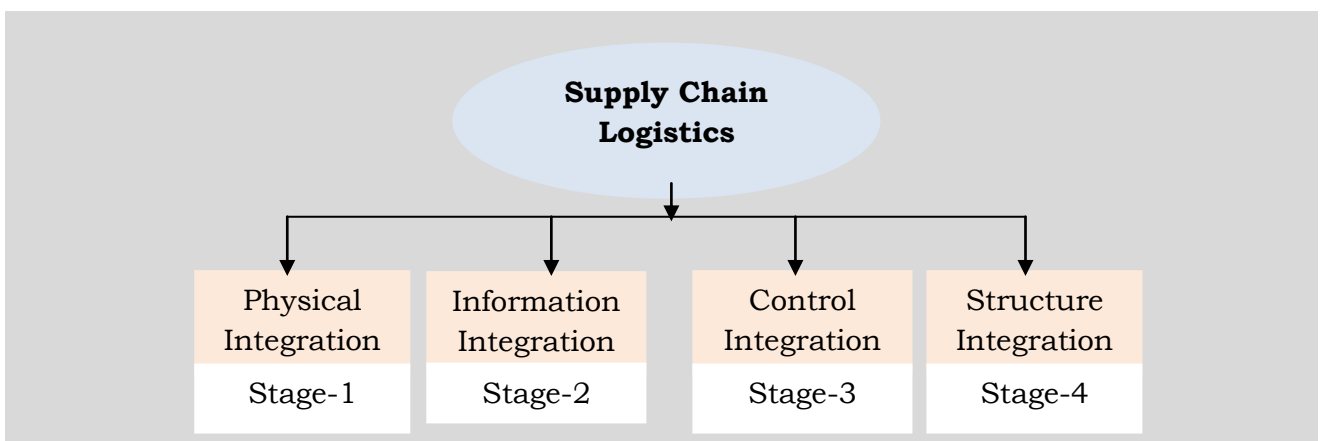 Supply Chain
Logistics
Physical
Integration
Stage-1
Information
Integration
Stage-2
Control
Integration
Stage-3
Structure
Integration
Stage-4